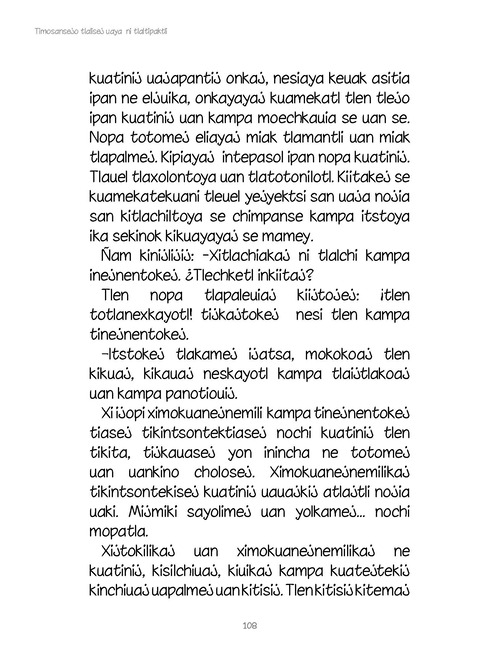 Timosansejo tlalisej uaya ni tlaltipaktli
kuatinij uajapantij onkaj, nesiaya keuak asitia
ipan ne eljuika, onkayayaj kuamekatl tlen tlejo
ipan kuatinij uan kampa moechkauia se uan se.
Nopa totomej eliayaj miak tlamantli uan miak
tlapalmej. Kipiayaj intepasol ipan nopa kuatinij.
Tlauel tlaxolontoya uan tlatotonilotl. Kiitakej se
kuamekatekuani tleuel yejyektsi san uaja nojia
san kitlachiltoya se chimpanse kampa itstoya
ika sekinok kikuayayaj se mamey.
Ñam kinijlijij: -Xitlachiakaj ni tlalchi kampa
inejnentokej. ¿Tlechketl inkiitaj?
Tlen nopa tlapaleuiaj kiijtojej: ¡tlen
totlanexkayotl! tijkajtokej nesi tlen kampa
tinejnentokej.
-Itstokej tlakamej ijatsa, mokokoaj tlen
kikuaj, kikauaj neskayotl kampa tlaijtlakoaj
uan kampa panotiouij.
Xi ijopi ximokuanejnemili kampa tinejnentokej
tiasej tikintsontektiasej nochi kuatinij tlen
tikita, tijkauasej yon inincha ne totomej
uan uankino cholosej. Ximokuanejnemilikaj
tikintsontekisej kuatinij uauajkij atlajtli nojia
uaki. Mijmiki sayolimej uan yolkamej... nochi
mopatla.
Xijtokilikaj uan ximokuanejnemilikaj ne
kuatinij, kisilchiuaj, kiuikaj kampa kuatejtekij
kinchiuaj uapalmej uan kitisij. Tlen kitisij kitemaj
108